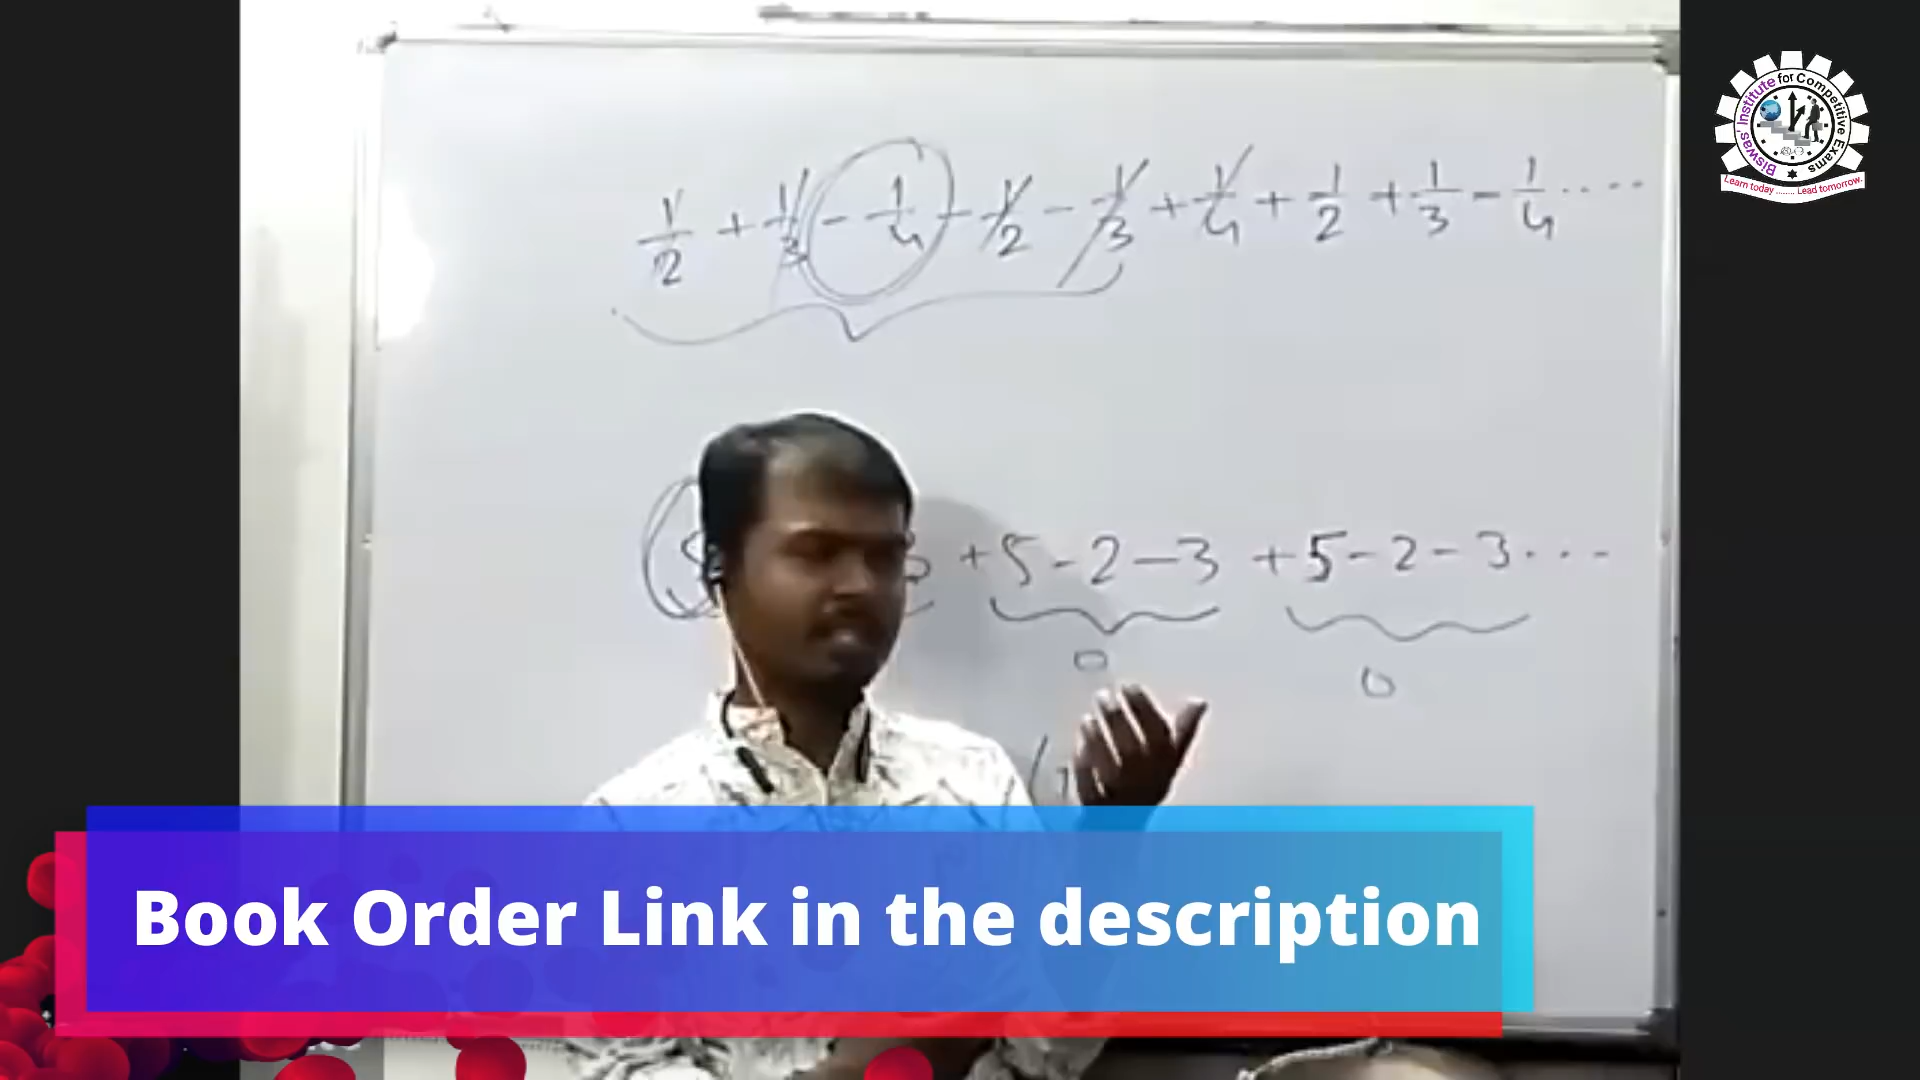 Biswas' Institute for Competitive Exams
Learn today ........ Lead tomorrow.
1/2 + 1/3 - 1/4 - 1/2 - 1/3 + 1/4 + 1/2 + 1/3 - 1/4 ....
+5-2-3 +5-2-3...
0
0
Book Order Link in the description